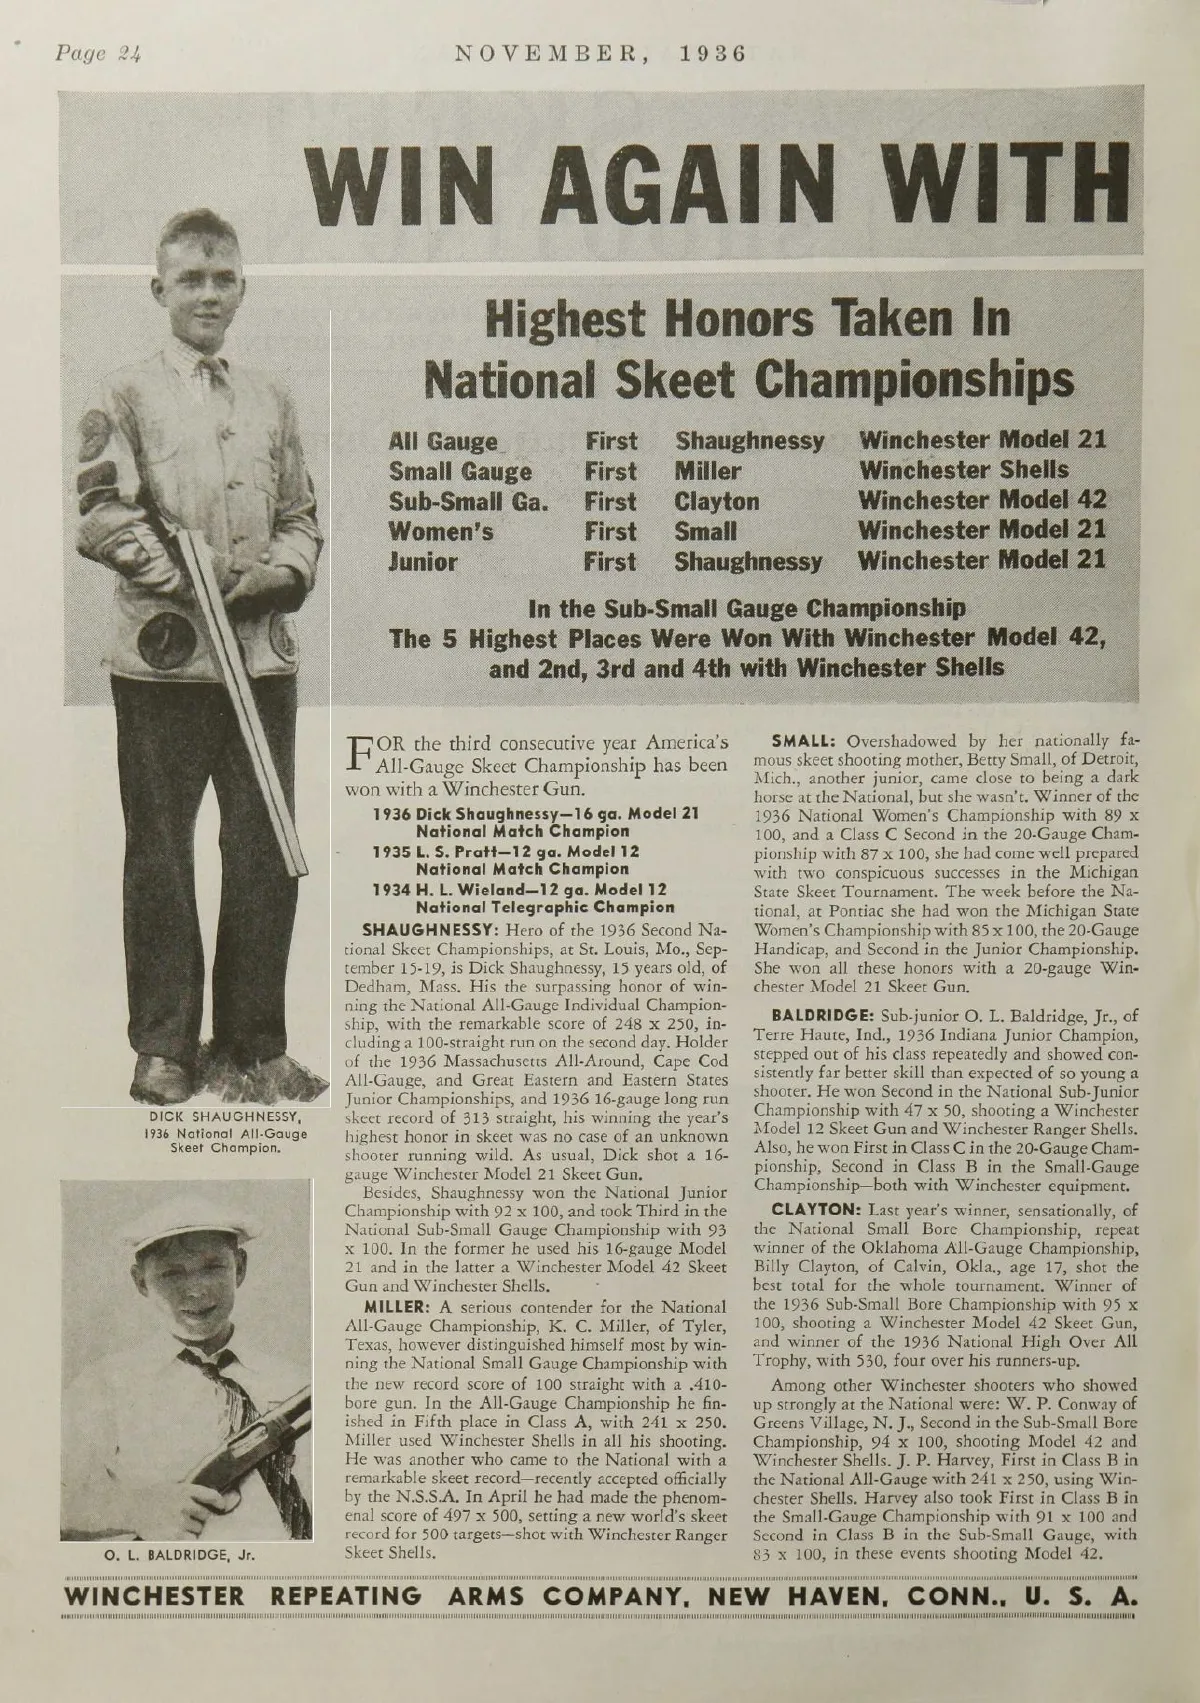 Page 24
NOVEMBER, 1936
WIN AGAIN WITH
Highest Honors Taken In
National Skeet Championships
All Gauge First Shaughnessy Winchester Model 21
Small Gauge First Miller Winchester Shells
Sub-Small Ga. First Clayton Winchester Model 42
Women's First Small Winchester Model 21
Junior First Shaughnessy Winchester Model 21
In the Sub-Small Gauge Championship
The 5 Highest Places Were Won With Winchester Model 42,
and 2nd, 3rd and 4th with Winchester Shells
DICK SHAUGHNESSY,
1936 National All-Gauge
Skeet Champion.
O. L. BALDRIDGE, Jr.
FOR the third consecutive year America's
All-Gauge Skeet Championship has been
won with a Winchester Gun.
1936 Dick Shaughnessy—16 ga. Model 21
National Match Champion
1935 L. S. Pratt—12 ga. Model 12
National Match Champion
1934 H. L. Wieland—12 ga. Model 12
National Telegraphic Champion
SHAUGHNESSY: Hero of the 1936 Second Na-
tional Skeet Championships, at St. Louis, Mo., Sep-
tember 15-19, is Dick Shaughnessy, 15 years old, of
Dedham, Mass. His the surpassing honor of win-
ning the National All-Gauge Individual Champion-
ship, with the remarkable score of 248 x 250, in-
cluding a 100-straight run on the second day. Holder
of the 1936 Massachusetts All-Around, Cape Cod
All-Gauge, and Great Eastern and Eastern States
Junior Championships, and 1936 16-gauge long run
skeet record of 313 straight, his winning the year's
highest honor in skeet was no case of an unknown
shooter running wild. As usual, Dick shot a 16-
gauge Winchester Model 21 Skeet Gun.
Besides, Shaughnessy won the National Junior
Championship with 92 x 100, and took Third in the
National Sub-Small Gauge Championship with 93
x 100. In the former he used his 16-gauge Model
21 and in the latter a Winchester Model 42 Skeet
Gun and Winchester Shells.
MILLER: A serious contender for the National
All-Gauge Championship, K. C. Miller, of Tyler,
Texas, however distinguished himself most by win-
ning the National Small Gauge Championship with
the new record score of 100 straight with a .410-
bore gun. In the All-Gauge Championship he fin-
ished in Fifth place in Class A, with 241 x 250.
Miller used Winchester Shells in all his shooting.
He was another who came to the National with a
remarkable skeet record—recently accepted officially
by the N.S.S.A. In April he had made the phenom-
enal score of 497 x 500, setting a new world's skeet
record for 500 targets—shot with Winchester Ranger
Skeet Shells.
SMALL: Overshadowed by her nationally fa-
mous skeet shooting mother, Betty Small, of Detroit,
Mich., another junior, came close to being a dark
horse at the National, but she wasn't. Winner of the
1936 National Women's Championship with 89 x
100, and a Class C Second in the 20-Gauge Cham-
pionship with 87 x 100, she had come well prepared
with two conspicuous successes in the Michigan
State Skeet Tournament. The week before the Na-
tional, at Pontiac she had won the Michigan State
Women's Championship with 85 x 100, the 20-Gauge
Handicap, and Second in the Junior Championship.
She won all these honors with a 20-gauge Win-
chester Model 21 Skeet Gun.
BALDRIDGE: Sub-junior O. L. Baldridge, Jr., of
Terre Haute, Ind., 1936 Indiana Junior Champion,
stepped out of his class repeatedly and showed con-
sistently far better skill than expected of so young a
shooter. He won Second in the National Sub-Junior
Championship with 47 x 50, shooting a Winchester
Model 12 Skeet Gun and Winchester Ranger Shells.
Also, he won First in Class C in the 20-Gauge Cham-
pionship, Second in Class B in the Small-Gauge
Championship—both with Winchester equipment.
CLAYTON: Last year's winner, sensationally, of
the National Small Bore Championship, repeat
winner of the Oklahoma All-Gauge Championship,
Billy Clayton, of Calvin, Okla., age 17, shot the
best total for the whole tournament. Winner of
the 1936 Sub-Small Bore Championship with 95 x
100, shooting a Winchester Model 42 Skeet Gun,
and winner of the 1936 National High Over All
Trophy, with 530, four over his runners-up.
Among other Winchester shooters who showed
up strongly at the National were: W. P. Conway of
Greens Village, N. J., Second in the Sub-Small Bore
Championship, 94 x 100, shooting Model 42 and
Winchester Shells. J. P. Harvey, First in Class B in
the National All-Gauge with 241 x 250, using Win-
chester Shells. Harvey also took First in Class B in
the Small-Gauge Championship with 91 x 100 and
Second in Class B in the Sub-Small Gauge, with
83 x 100, in these events shooting Model 42.
WINCHESTER REPEATING ARMS COMPANY, NEW HAVEN, CONN., U. S. A.